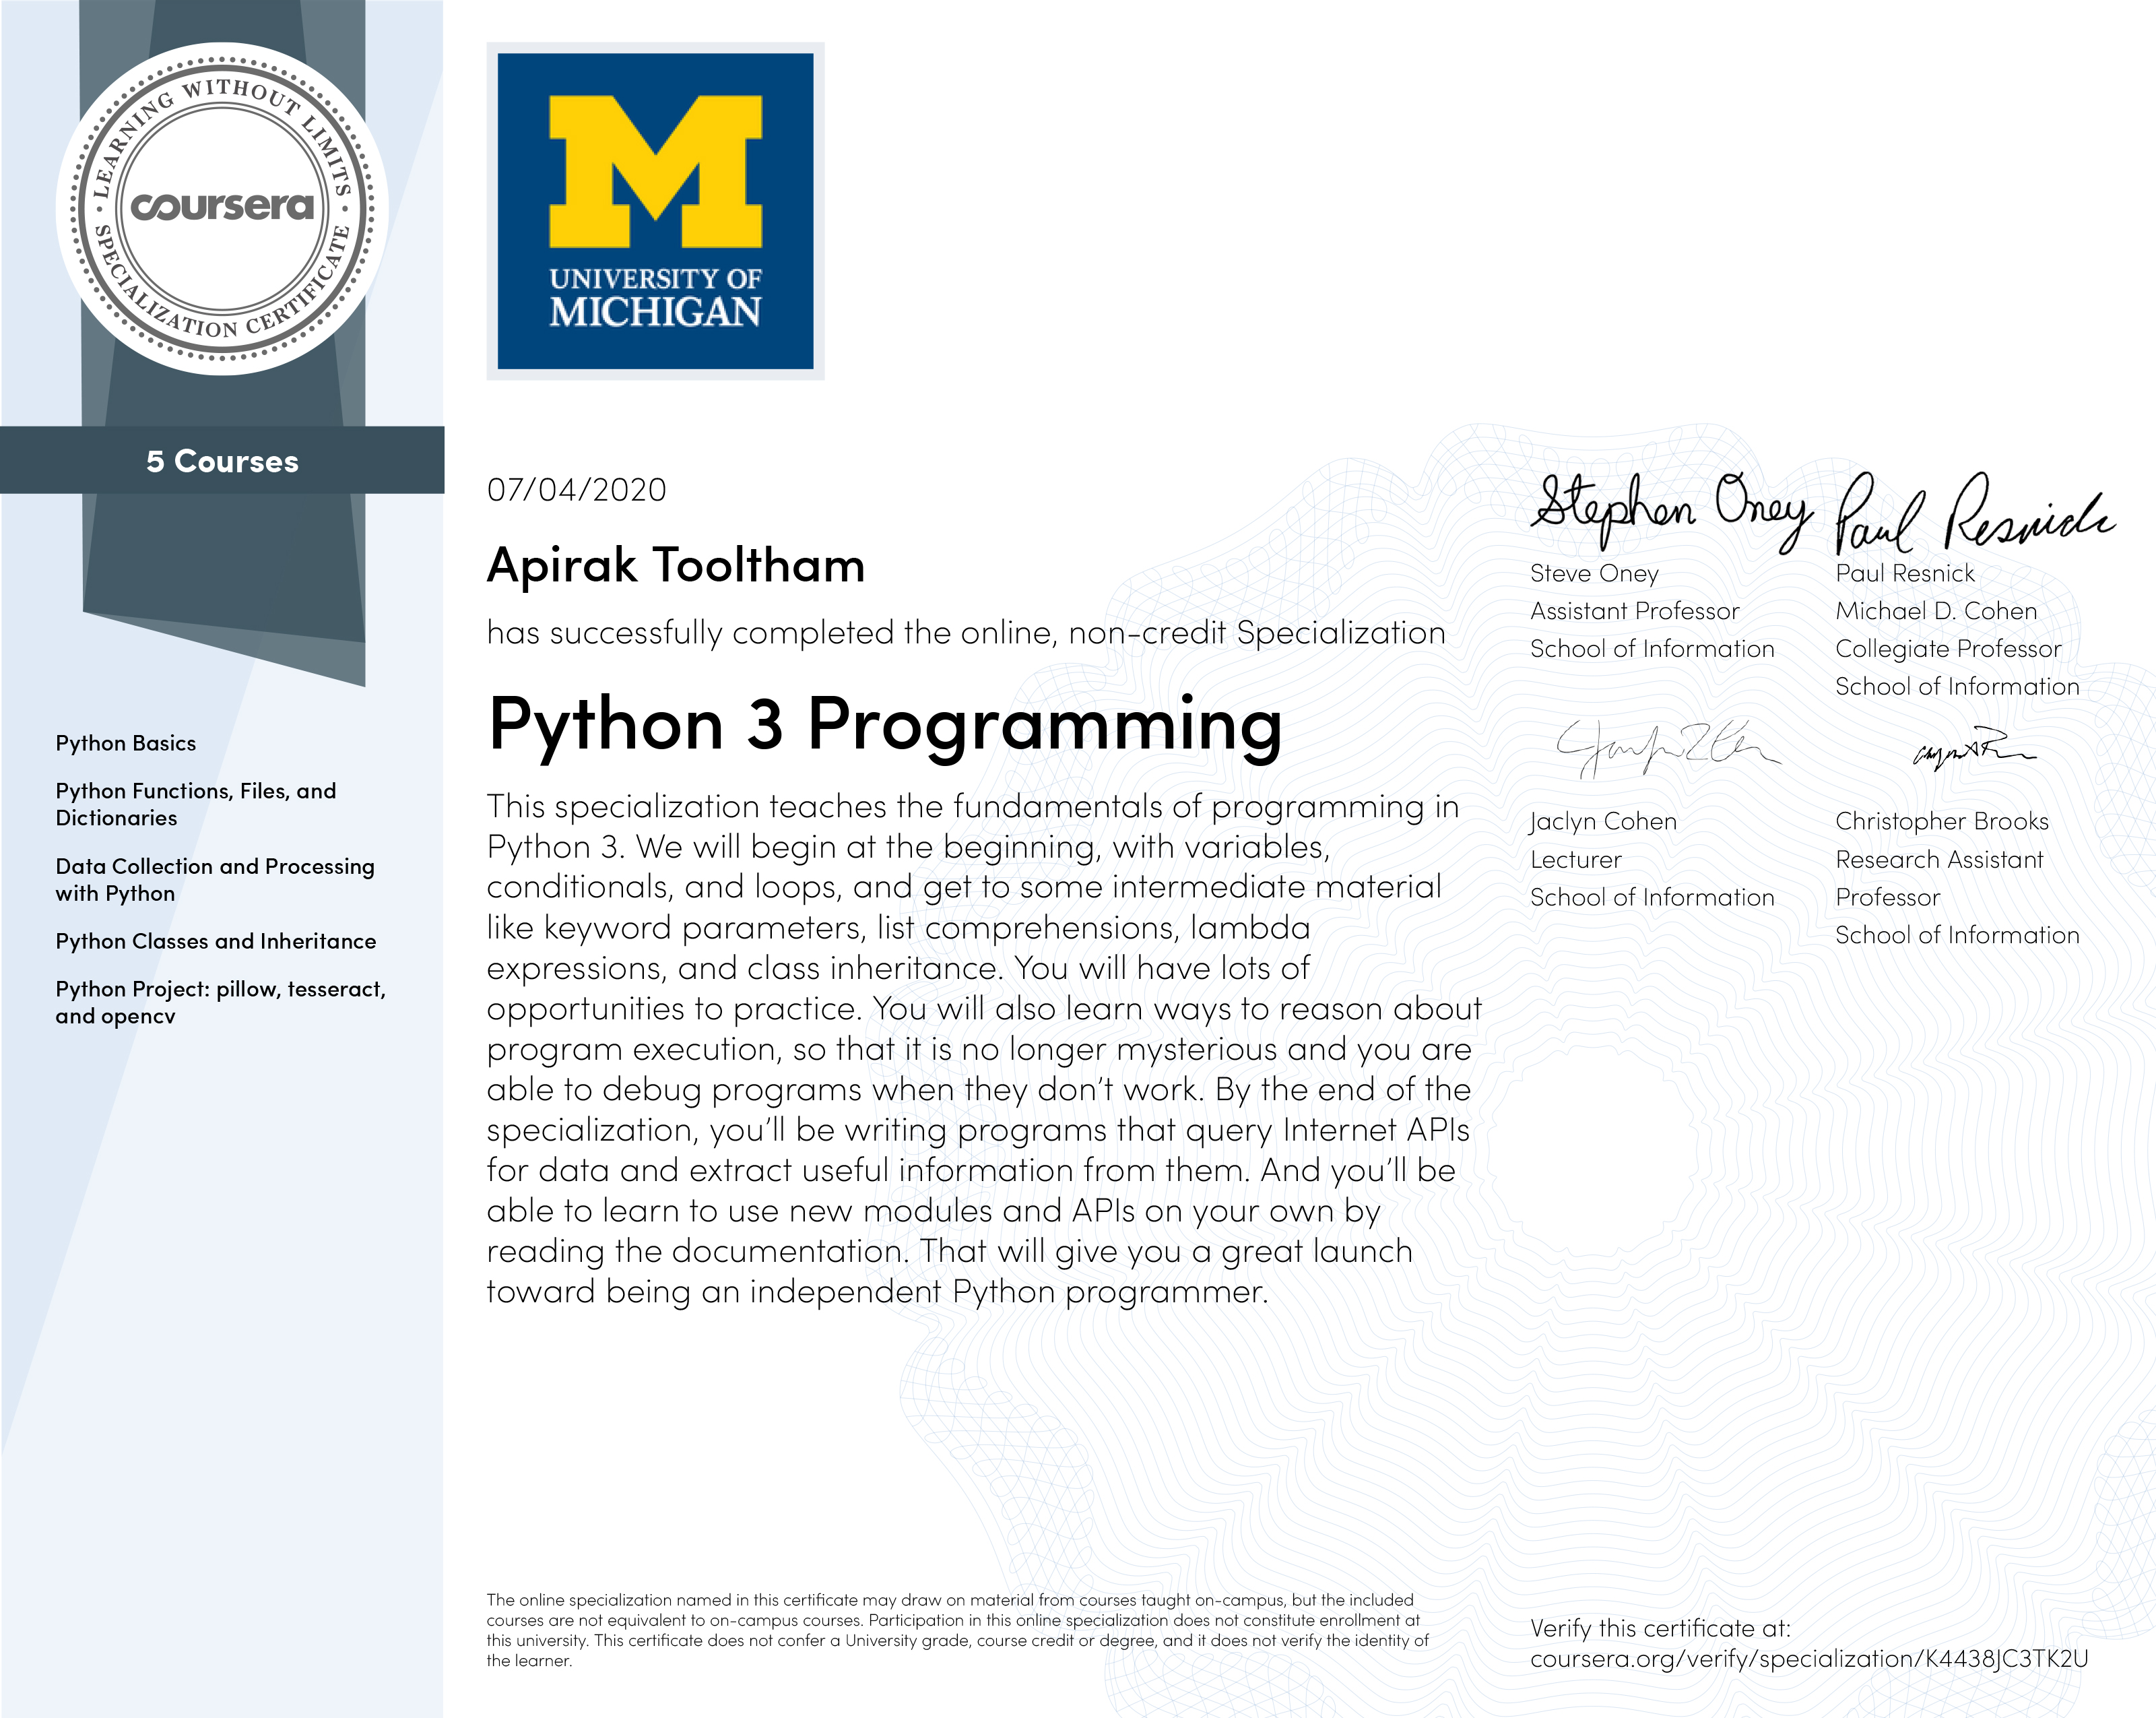 LEARNING WITHOUT LIMITS
coursera
SPECIALIZATION CERTIFICATE
5 Courses
Python Basics
Python Functions, Files, and
Dictionaries
Data Collection and Processing
with Python
Python Classes and Inheritance
Python Project: pillow, tesseract,
and opencv
M
UNIVERSITY OF
MICHIGAN
07/04/2020
Apirak Tooltham
has successfully completed the online, non-credit Specialization
Python 3 Programming
This specialization teaches the fundamentals of programming in
Python 3. We will begin at the beginning, with variables,
conditionals, and loops, and get to some intermediate material
like keyword parameters, list comprehensions, lambda
expressions, and class inheritance. You will have lots of
opportunities to practice. You will also learn ways to reason about
program execution, so that it is no longer mysterious and you are
able to debug programs when they don't work. By the end of the
specialization, you'll be writing programs that query Internet APIs
for data and extract useful information from them. And you'll be
able to learn to use new modules and APIs on your own by
reading the documentation. That will give you a great launch
toward being an independent Python programmer.
Stephen Oney
Steve Oney
Assistant Professor
School of Information
Paul Resnick
Paul Resnick
Michael D. Cohen
Collegiate Professor
School of Information
Jaclyn Cohen
Lecturer
School of Information
Christopher Brooks
Research Assistant
Professor
School of Information
The online specialization named in this certificate may draw on material from courses taught on-campus, but the included
courses are not equivalent to on-campus courses. Participation in this online specialization does not constitute enrollment at
this university. This certificate does not confer a University grade, course credit or degree, and it does not verify the identity of
the learner.
Verify this certificate at:
coursera.org/verify/specialization/K4438JC3TK2U